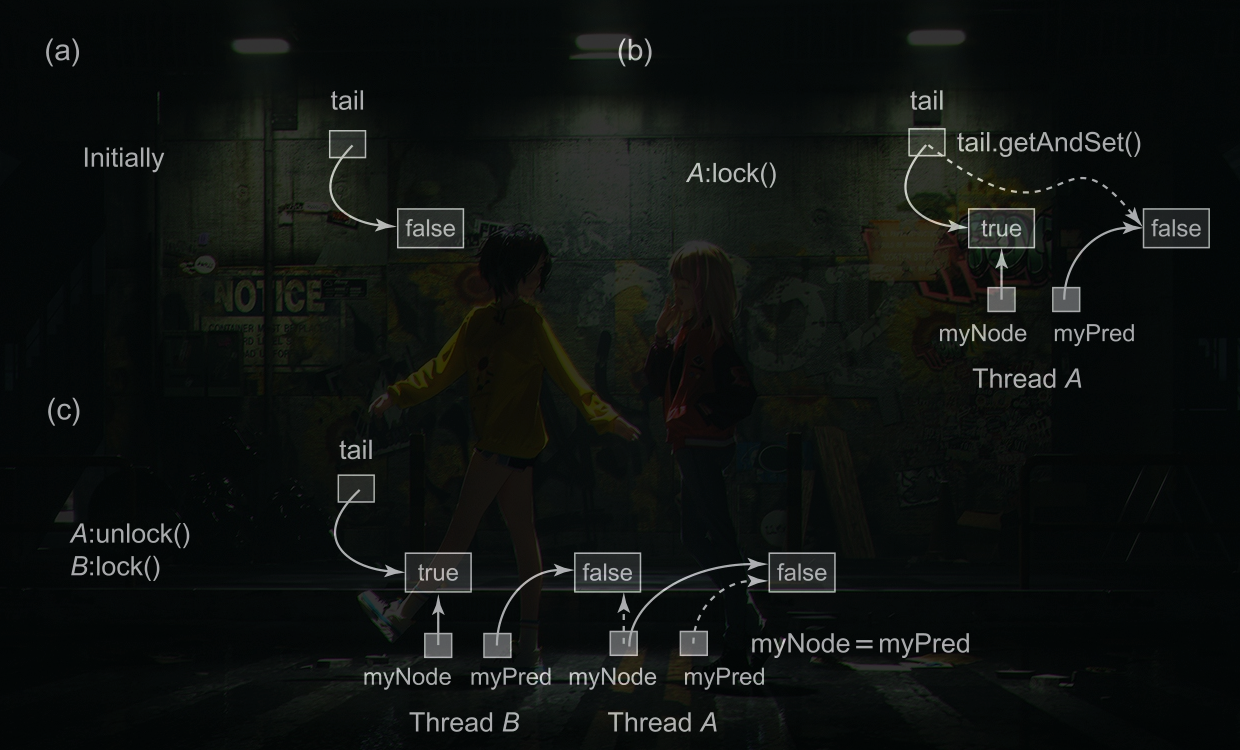 (a)
tail
Initially
false
(b)
tail
tail.getAndSet()
A:lock()
true
false
myNode
myPred
Thread A
(c)
tail
A:unlock()
B:lock()
true
false
false
myNode = myPred
myNode
myPred
myNode
myPred
Thread B
Thread A
NOTICE